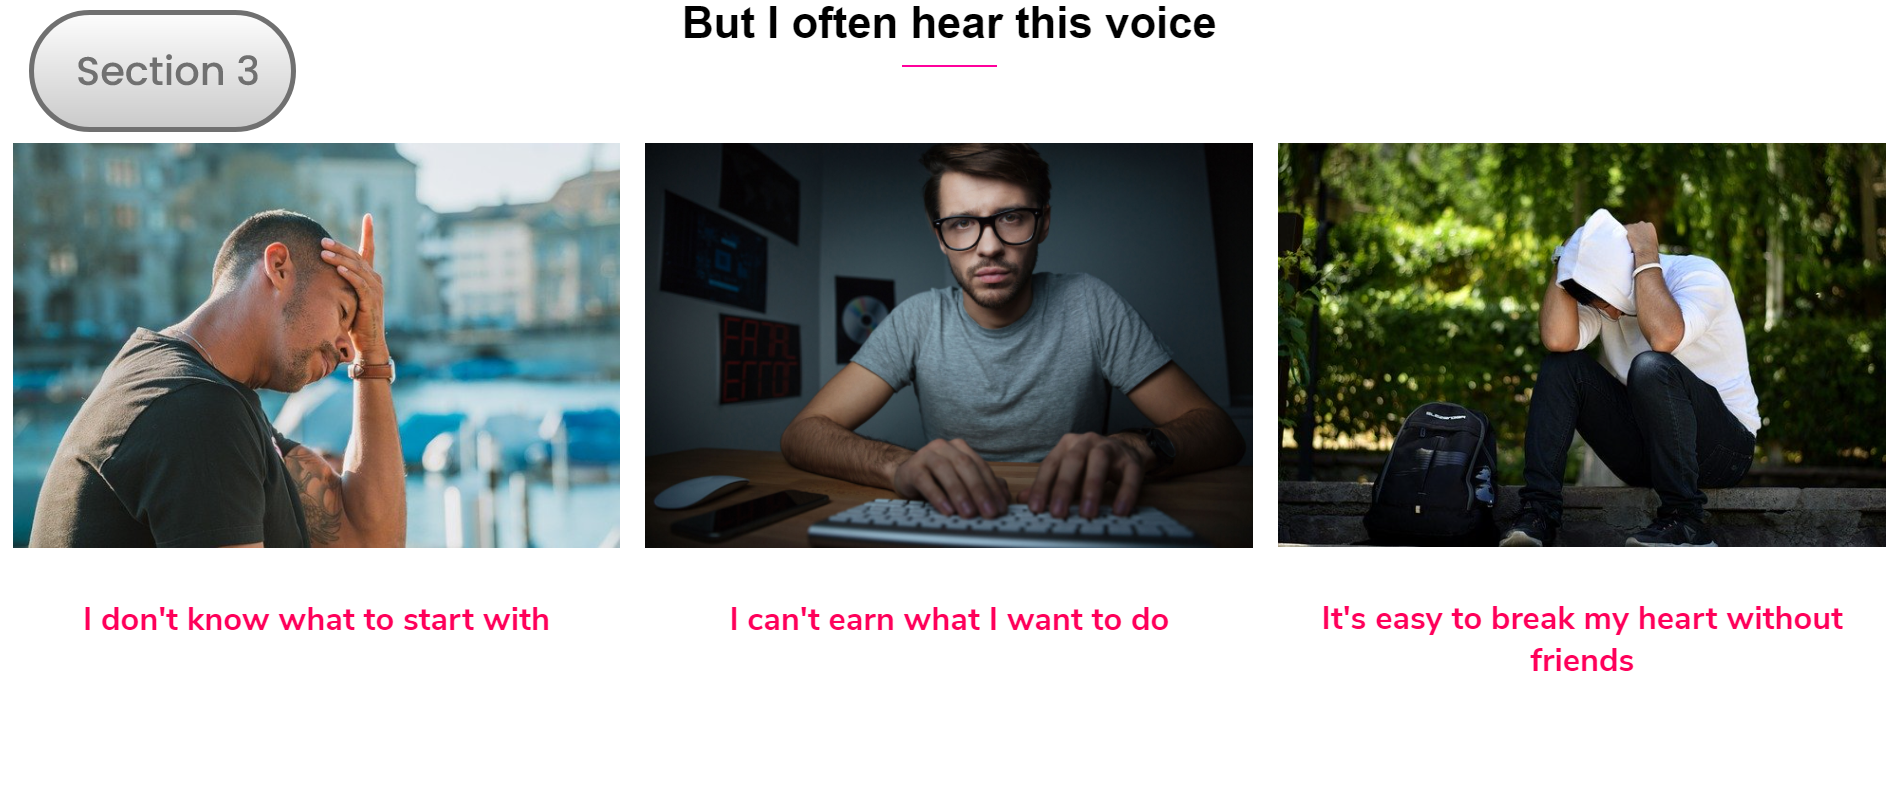 But I often hear this voice
Section 3
FATAL
ERROR
I don't know what to start with
I can't earn what I want to do
It's easy to break my heart without
friends